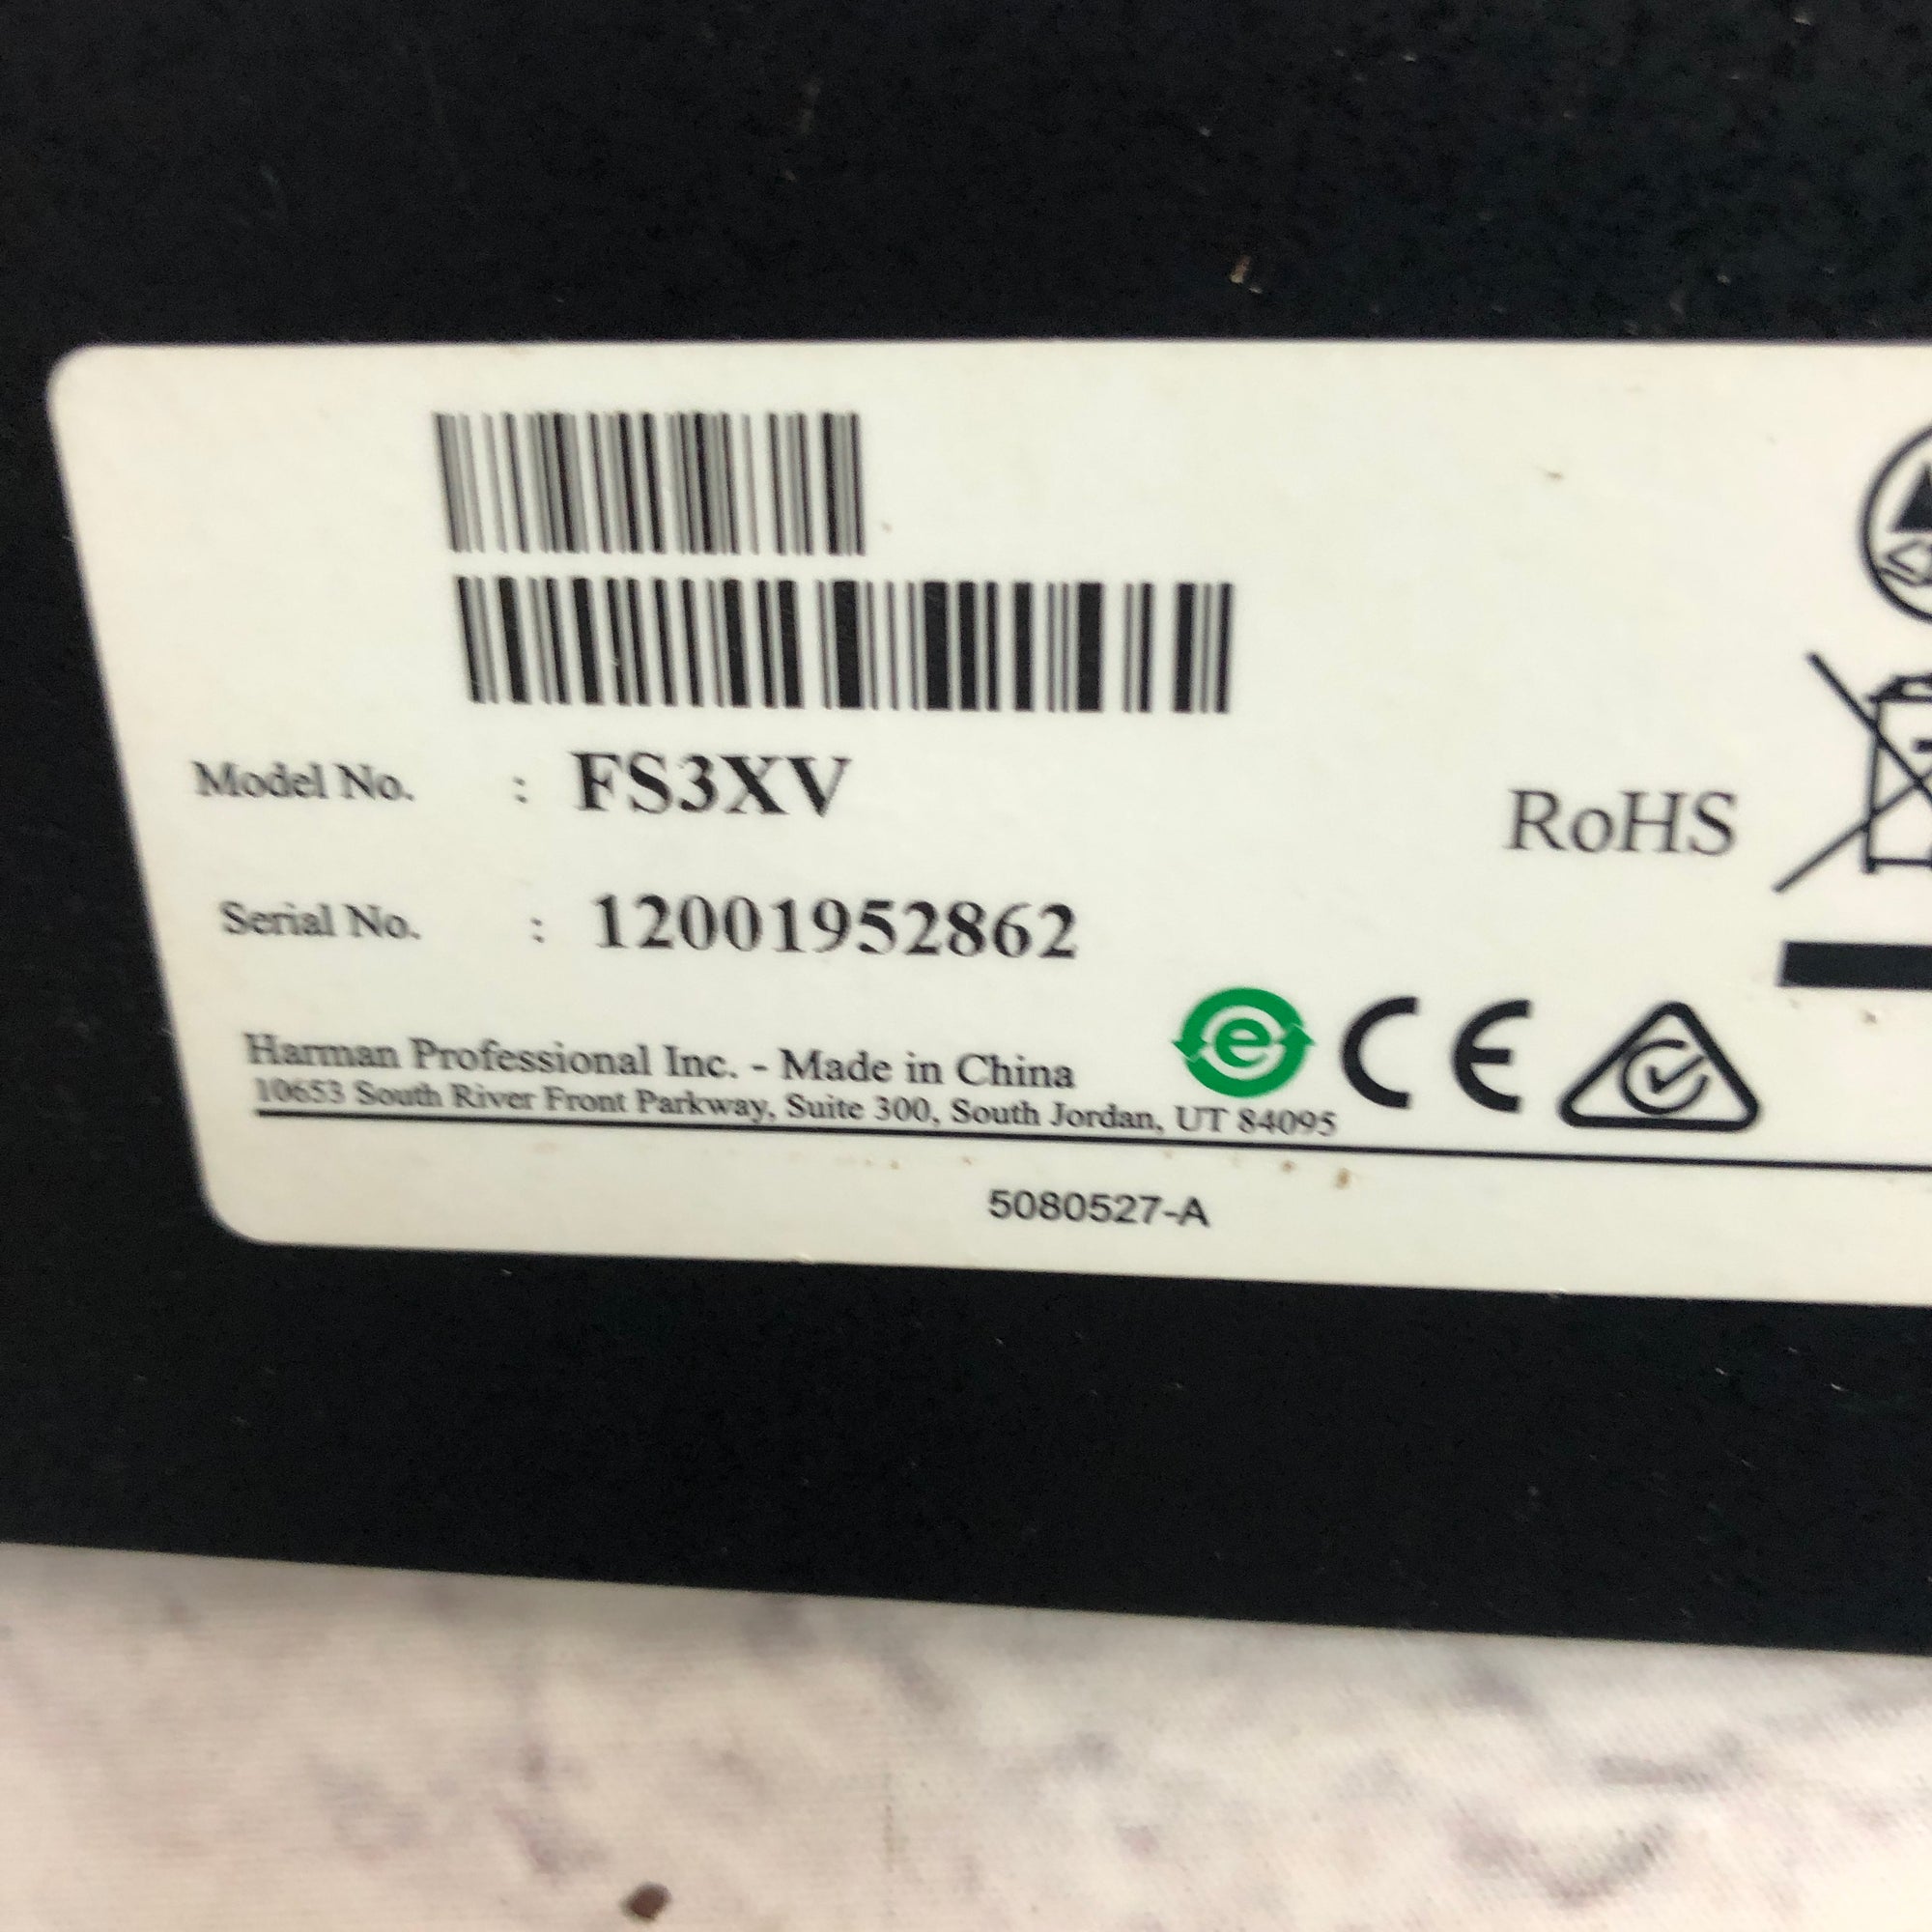 Model No. : FS3XV
RoHS
Serial No. : 12001952862
Harman Professional Inc. - Made in China
10653 South River Front Parkway, Suite 300, South Jordan, UT 84095
e CE
5080527-A